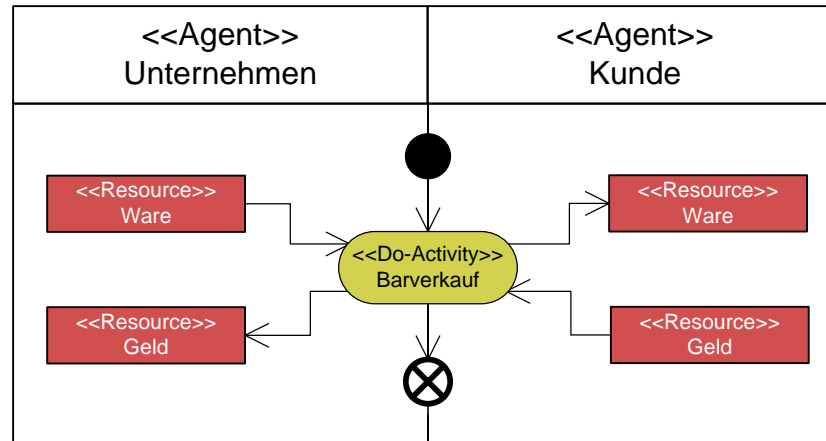 <<Agent>>
Unternehmen
<<Agent>>
Kunde
<<Resource>>
Ware
<<Resource>>
Ware
<<Do-Activity>>
Barverkauf
<<Resource>>
Geld
<<Resource>>
Geld